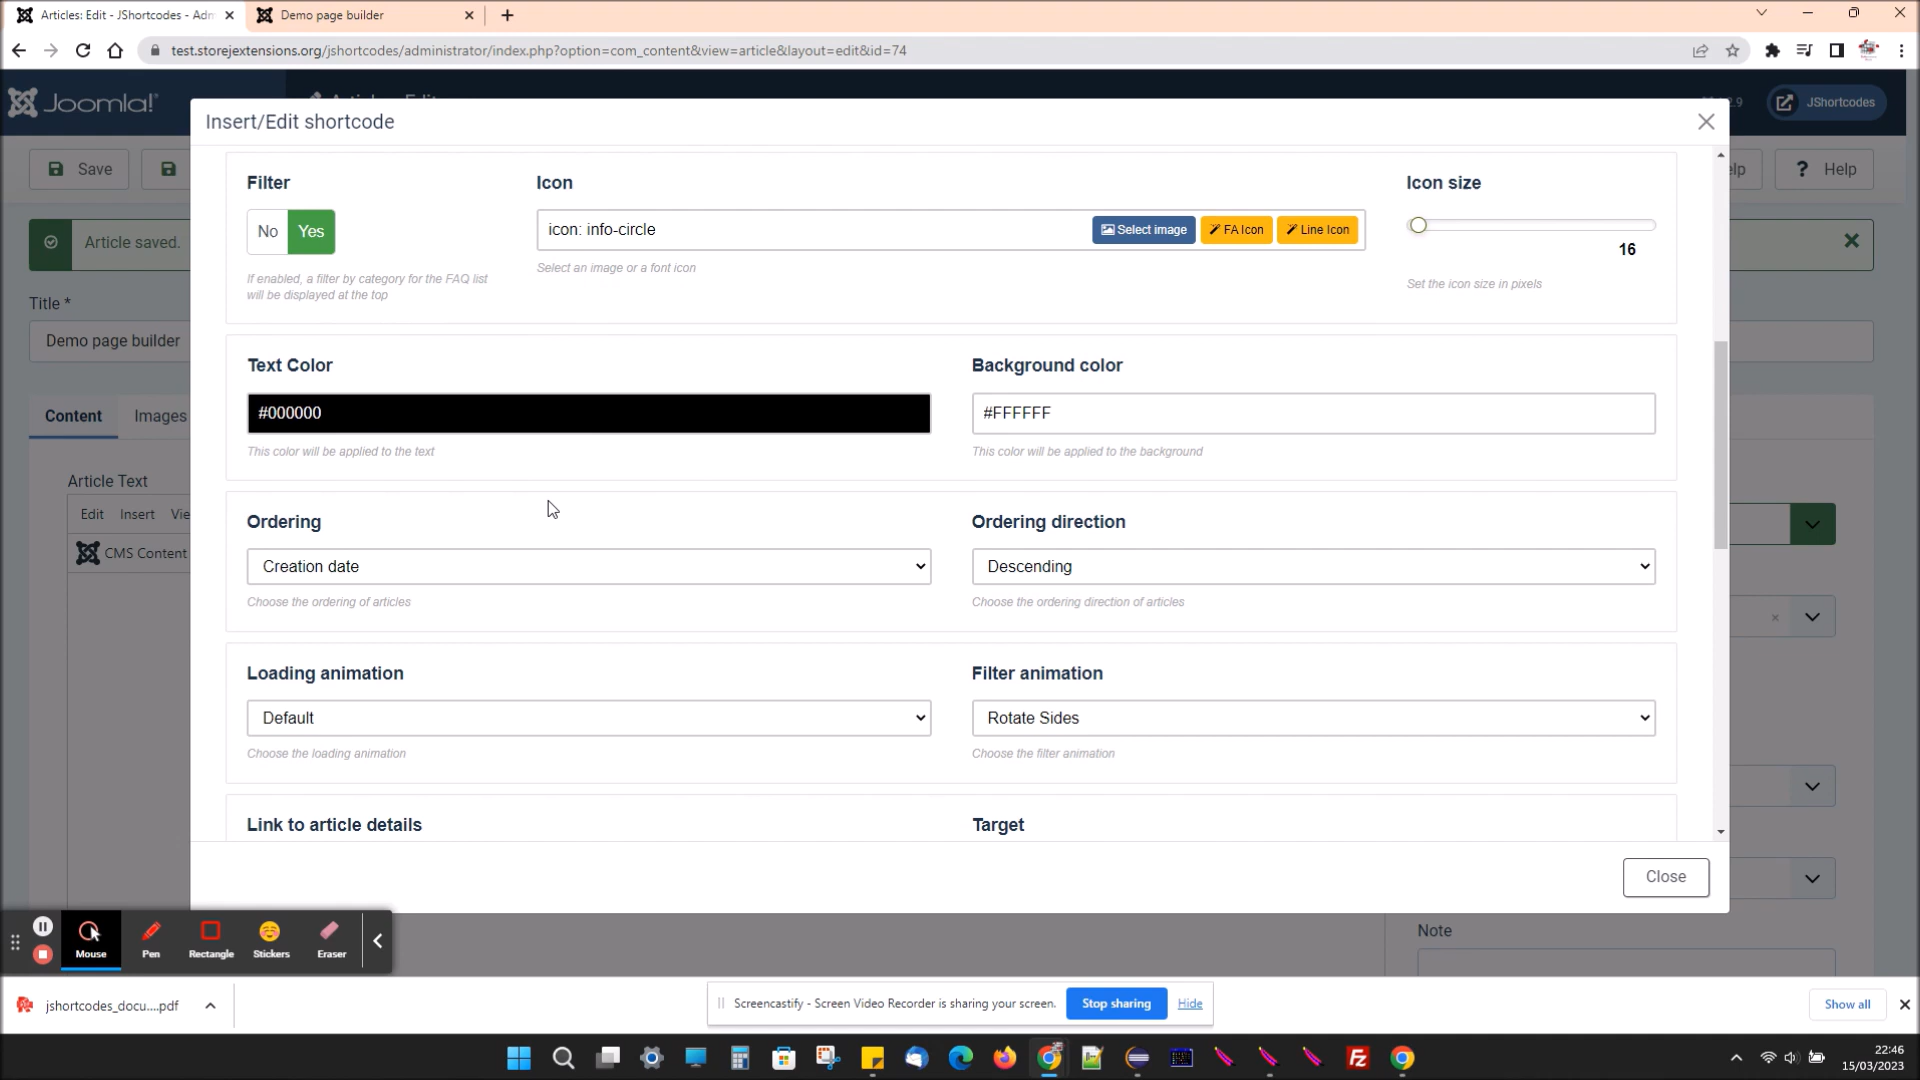 Articles: Edit - JShortcodes - Adm
Demo page builder
test.storejextensions.org/jshortcodes/administrator/index.php?option=com_content&view=article&layout=edit&id=74
Joomla!
JShortcodes
Insert/Edit shortcode
Save
Help
Article saved.
Title *
Demo page builder
Content
Images
Article Text
Edit
Insert
CMS Content
Filter
Icon
Icon size
No
Yes
icon: info-circle
Select image
FA Icon
Line Icon
16
If enabled, a filter by category for the FAQ list
will be displayed at the top
Select an image or a font icon
Set the icon size in pixels
Text Color
Background color
#000000
#FFFFFF
This color will be applied to the text
This color will be applied to the background
Ordering
Ordering direction
Creation date
Descending
Choose the ordering of articles
Choose the ordering direction of articles
Loading animation
Filter animation
Default
Rotate Sides
Choose the loading animation
Choose the filter animation
Link to article details
Target
Close
Note
Mouse
Pen
Rectangle
Stickers
Eraser
jshortcodes_docu....pdf
Screencastify - Screen Video Recorder is sharing your screen.
Stop sharing
Hide
Show all
22:46
15/03/2023